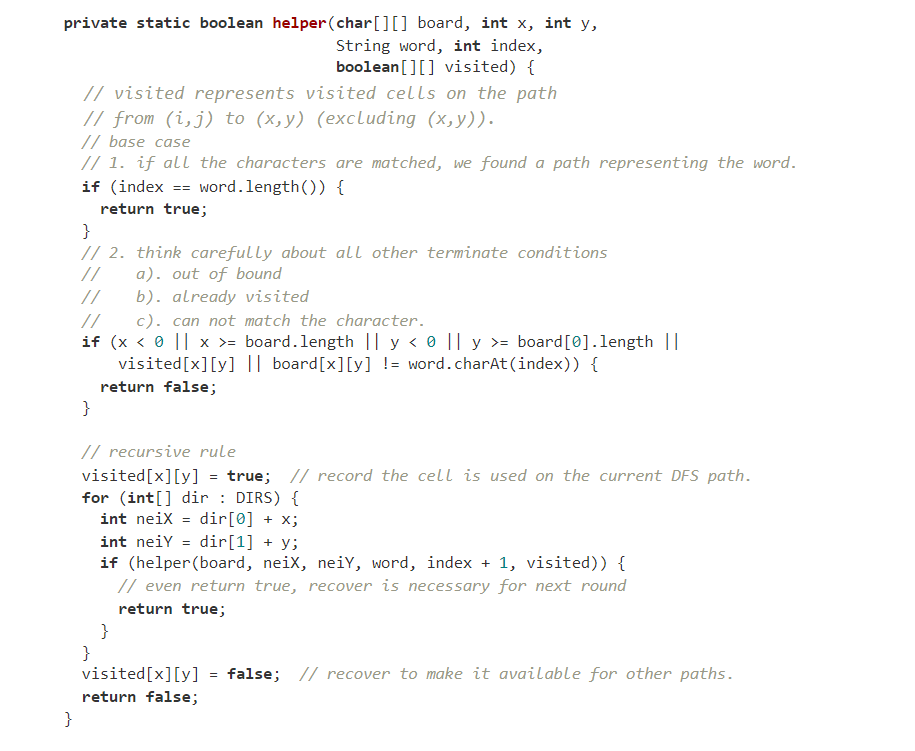 private static boolean helper(char[][] board, int x, int y,
                              String word, int index,
                              boolean[][] visited) {
  // visited represents visited cells on the path
  // from (i,j) to (x,y) (excluding (x,y)).
  // base case
  // 1. if all the characters are matched, we found a path representing the word.
  if (index == word.length()) {
    return true;
  }
  // 2. think carefully about all other terminate conditions
  //    a). out of bound
  //    b). already visited
  //    c). can not match the character.
  if (x < 0 || x >= board.length || y < 0 || y >= board[0].length ||
      visited[x][y] || board[x][y] != word.charAt(index)) {
    return false;
  }
  // recursive rule
  visited[x][y] = true;  // record the cell is used on the current DFS path.
  for (int[] dir : DIRS) {
    int neiX = dir[0] + x;
    int neiY = dir[1] + y;
    if (helper(board, neiX, neiY, word, index + 1, visited)) {
      // even return true, recover is necessary for next round
      return true;
    }
  }
  visited[x][y] = false;  // recover to make it available for other paths.
  return false;
}